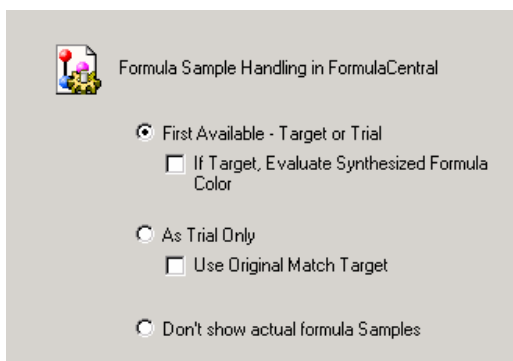 Formula Sample Handling in FormulaCentral
First Available - Target or Trial
If Target, Evaluate Synthesized Formula
Color
As Trial Only
Use Original Match Target
Don't show actual formula Samples